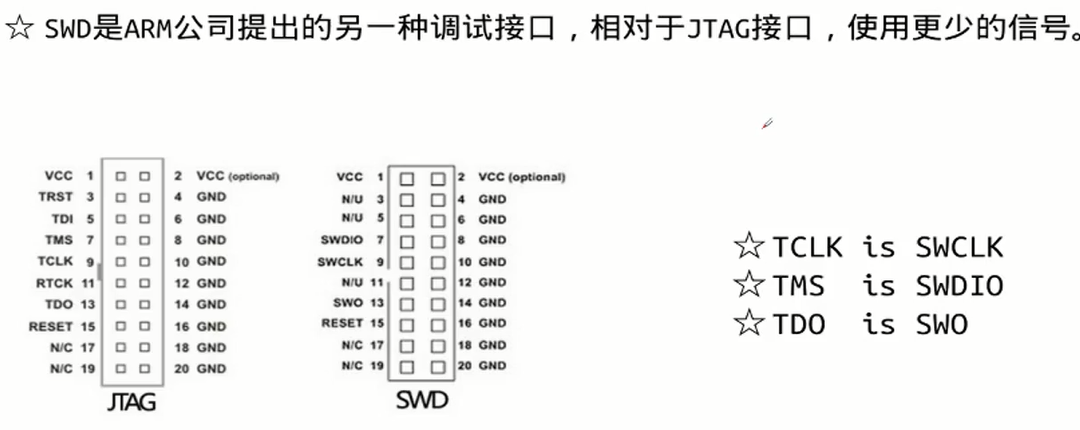 ☆ SWD是ARM公司提出的另一种调试接口，相对于JTAG接口，使用更少的信号。
VCC 1 2 VCC (optional)
TRST 3 4 GND
TDI 5 6 GND
TMS 7 8 GND
TCLK 9 10 GND
RTCK 11 12 GND
TDO 13 14 GND
RESET 15 16 GND
N/C 17 18 GND
N/C 19 20 GND
JTAG
VCC 1 2 VCC (optional)
N/U 3 4 GND
N/U 5 6 GND
SWDIO 7 8 GND
SWCLK 9 10 GND
N/U 11 12 GND
SWO 13 14 GND
RESET 15 16 GND
N/C 17 18 GND
N/C 19 20 GND
SWD
☆ TCLK is SWCLK
☆ TMS is SWDIO
☆ TDO is SWO